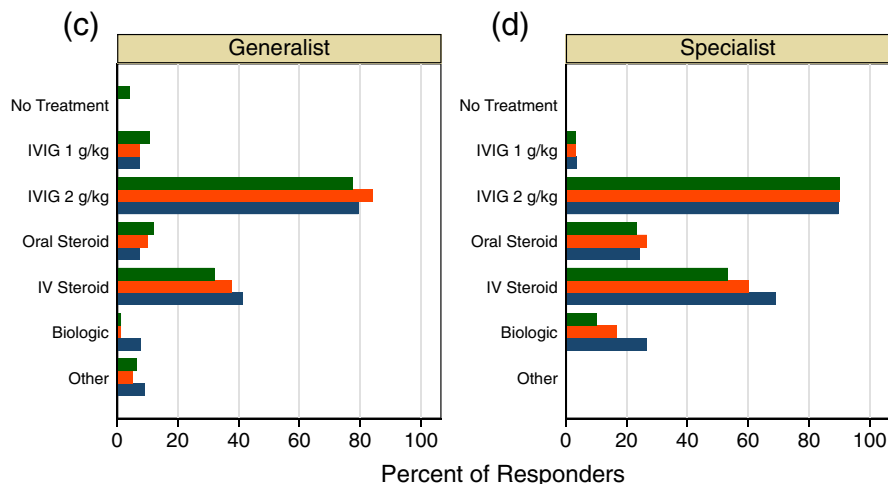 (c)
Generalist
No Treatment
IVIG 1 g/kg
IVIG 2 g/kg
Oral Steroid
IV Steroid
Biologic
Other
0 20 40 60 80 100
(d)
Specialist
No Treatment
IVIG 1 g/kg
IVIG 2 g/kg
Oral Steroid
IV Steroid
Biologic
Other
0 20 40 60 80 100
Percent of Responders